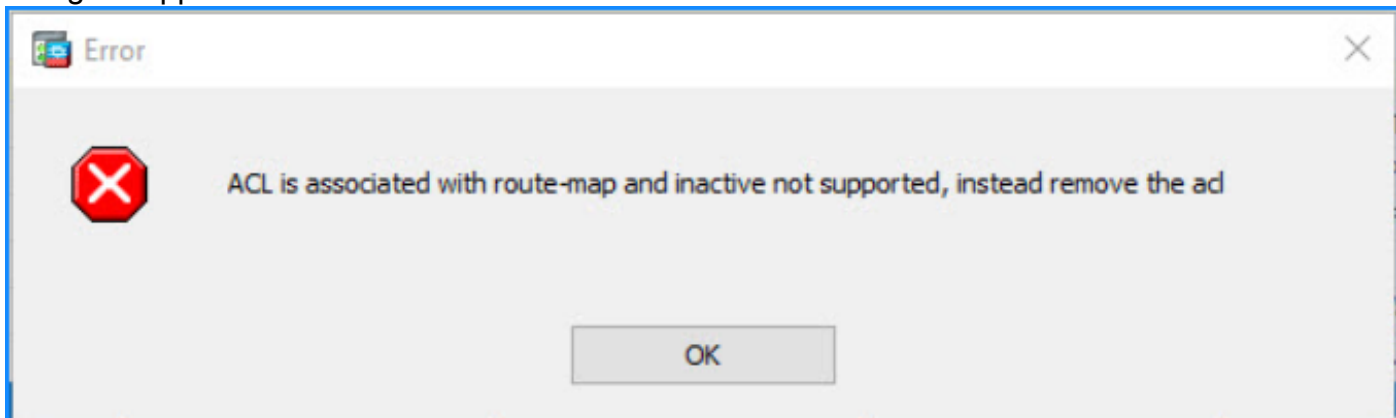 Error
ACL is associated with route-map and inactive not supported, instead remove the acl
OK